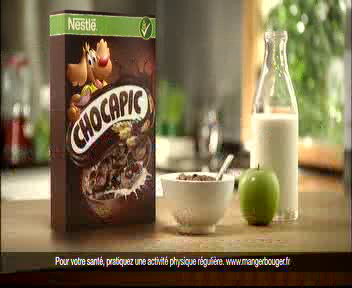 Nestlé
CHOCAPIC
Pour votre santé, pratiquez une activité physique régulière. www.mangerbouger.fr